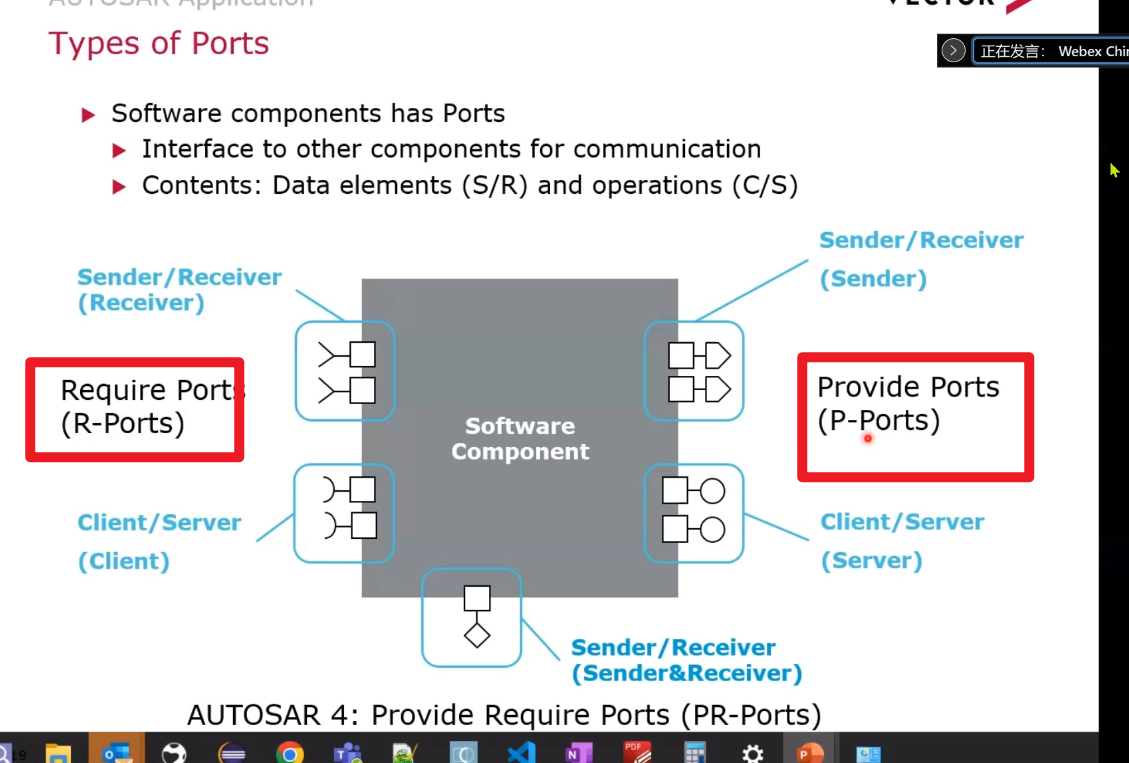 AUTOSAR Application
VECTOR
Types of Ports
正在发言： Webex Chin
Software components has Ports
Interface to other components for communication
Contents: Data elements (S/R) and operations (C/S)
Sender/Receiver
(Sender)
Sender/Receiver
(Receiver)
Require Ports
(R-Ports)
Provide Ports
(P-Ports)
Software
Component
Client/Server
(Client)
Client/Server
(Server)
Sender/Receiver
(Sender&Receiver)
AUTOSAR 4: Provide Require Ports (PR-Ports)
19
PDF